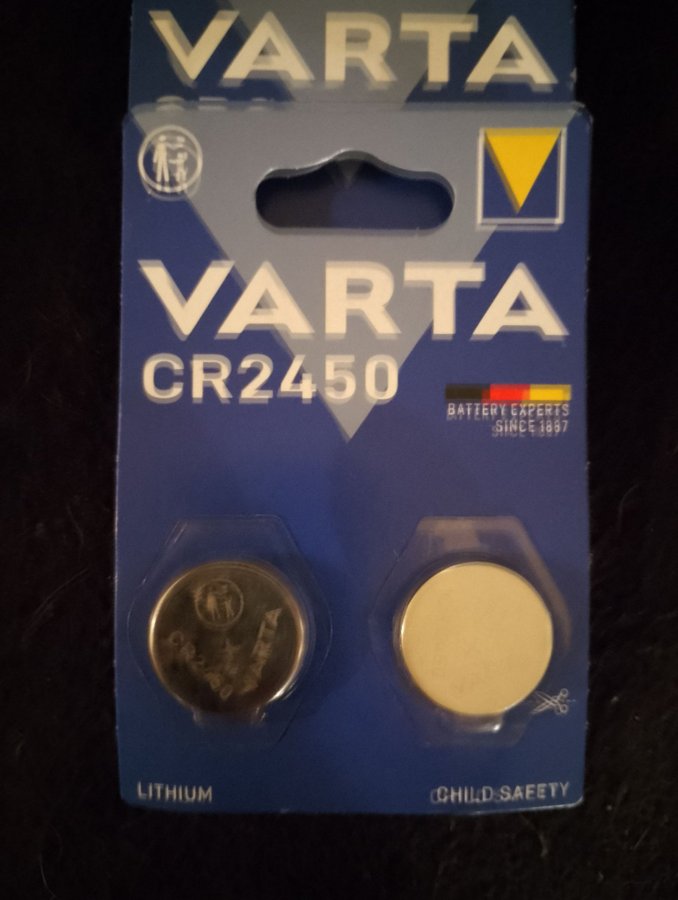 VARTA
VARTA
CR2450
BATTERY EXPERTS
SINCE 1887
CR2450
VARTA
LITHIUM
CHILD SAFETY